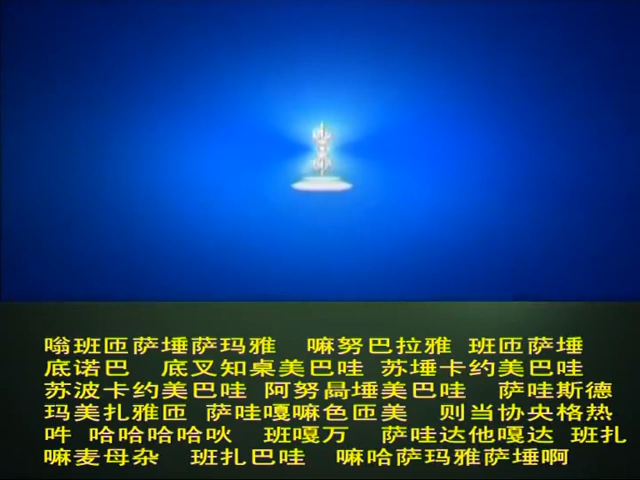 嗡班匝萨埵萨玛雅 嘛努巴拉雅 班匝萨埵
底诺巴 底叉知桌美巴哇 苏埵卡约美巴哇
苏波卡约美巴哇 阿努晶埵美巴哇 萨哇斯德
玛美扎雅匝 萨哇嘎嘛色匝美 则当协央格热
吽 哈哈哈哈吙 班嘎万 萨哇达他嘎达 班扎
嘛麦母杂 班扎巴哇 嘛哈萨玛雅萨埵啊